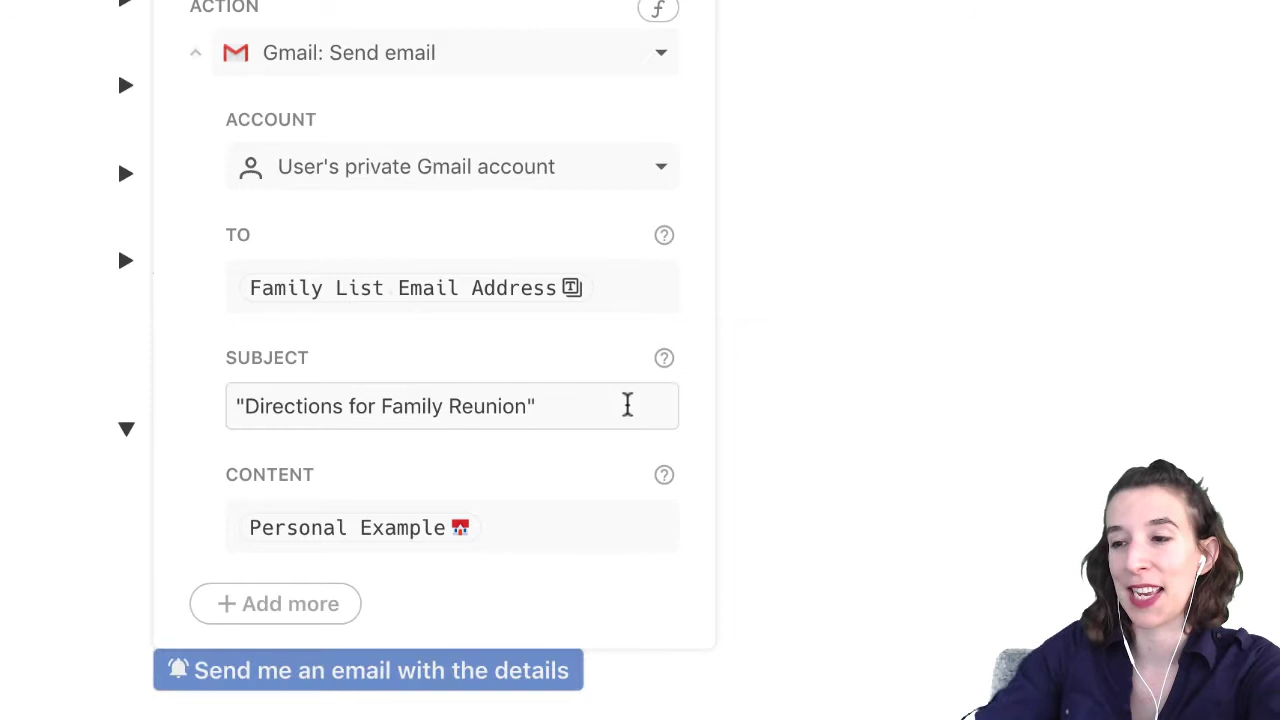 ACTION
Gmail: Send email
ACCOUNT
User's private Gmail account
TO
Family List Email Address
SUBJECT
"Directions for Family Reunion"
CONTENT
Personal Example
+ Add more
Send me an email with the details